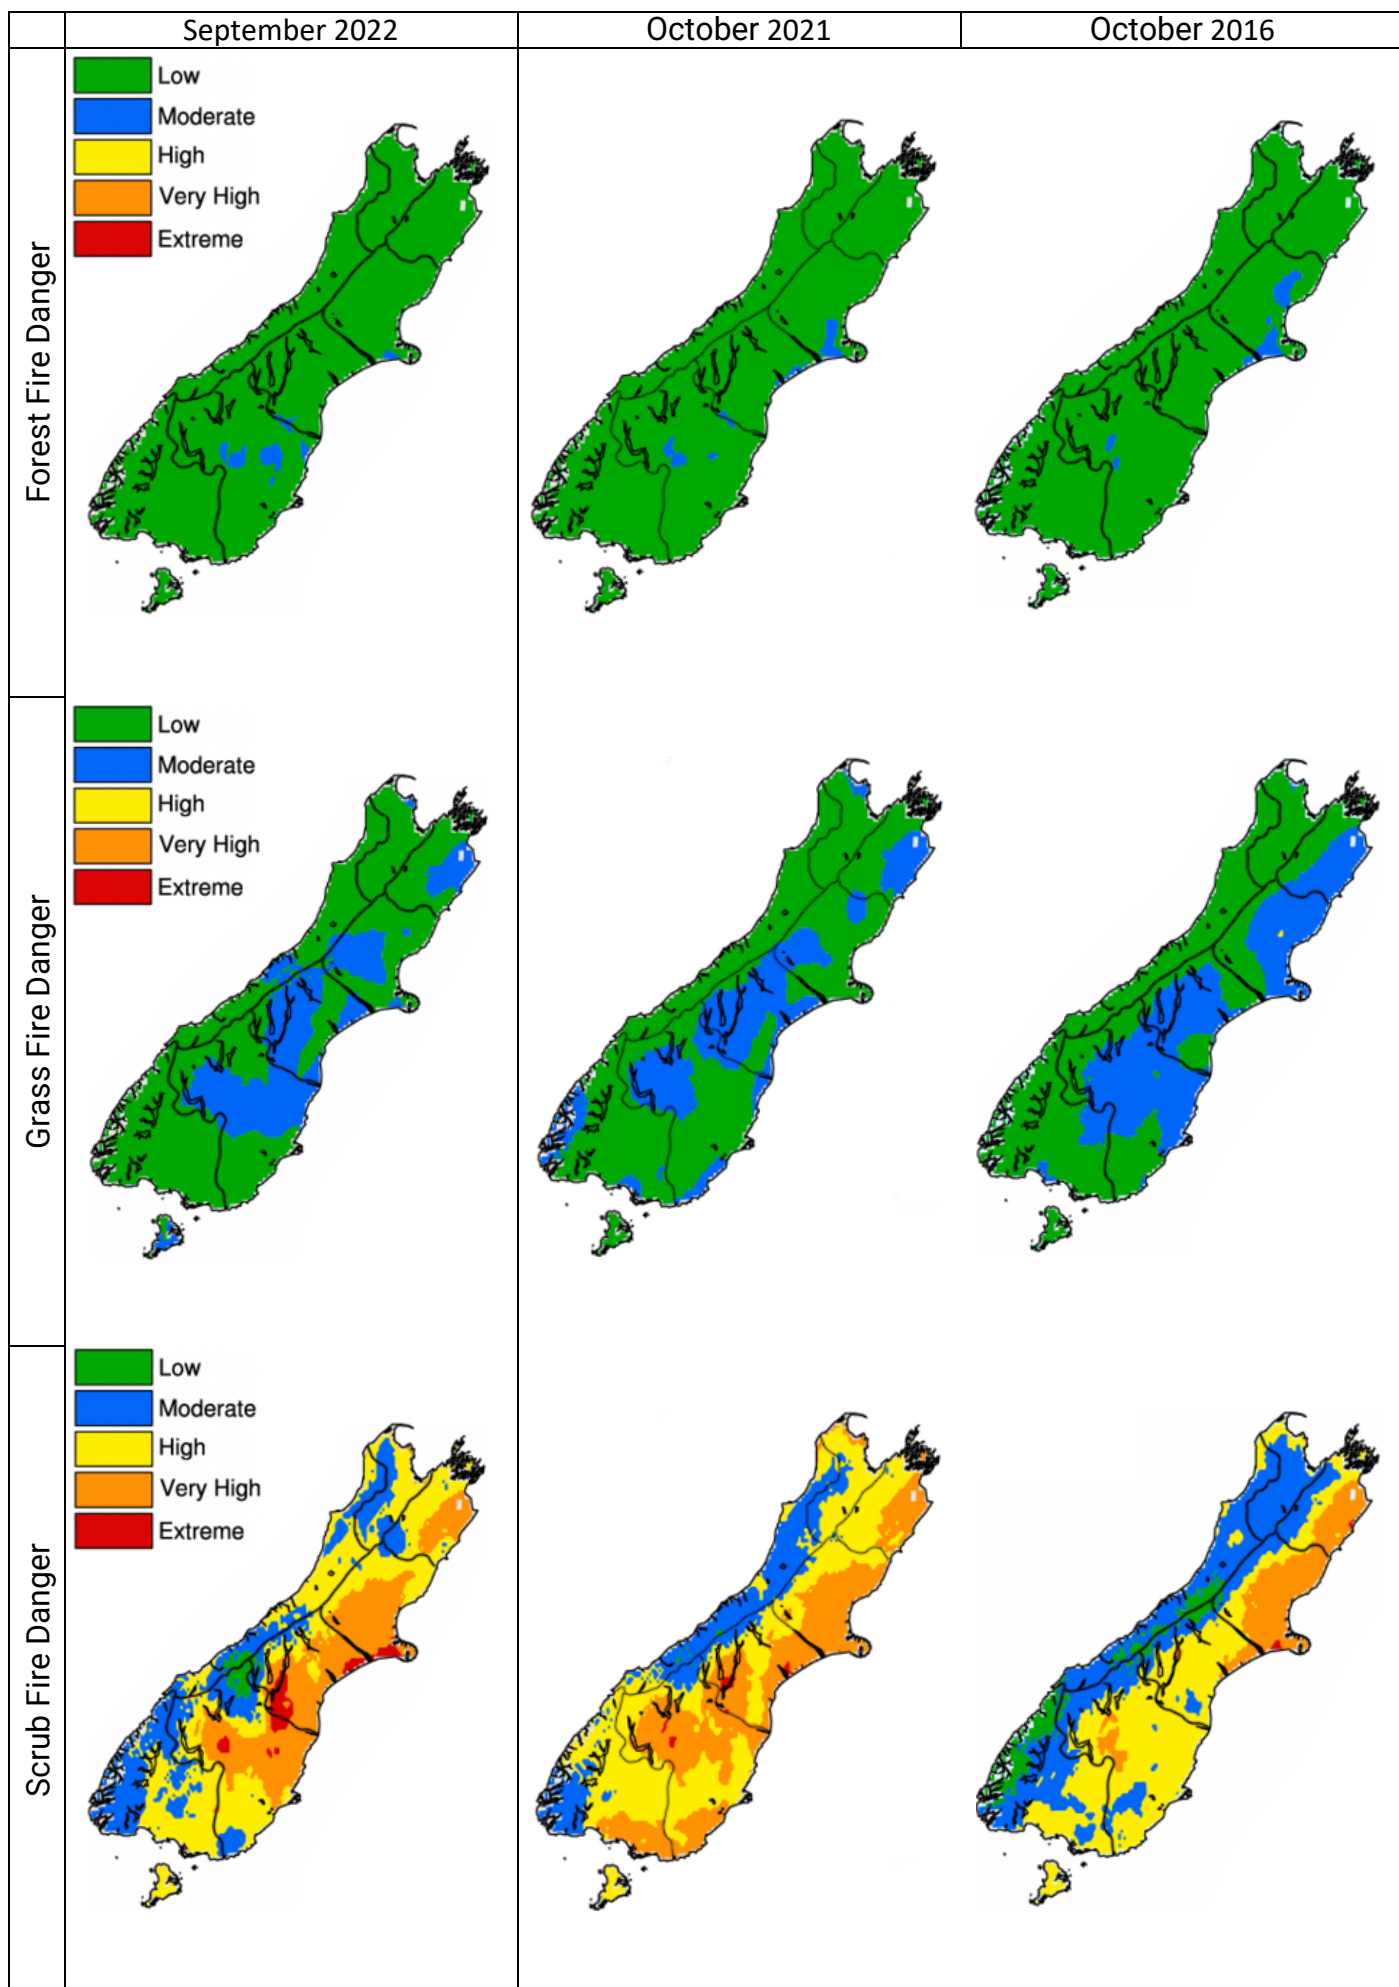 September 2022
October 2021
October 2016
Forest Fire Danger
Low
Moderate
High
Very High
Extreme
Grass Fire Danger
Low
Moderate
High
Very High
Extreme
Scrub Fire Danger
Low
Moderate
High
Very High
Extreme